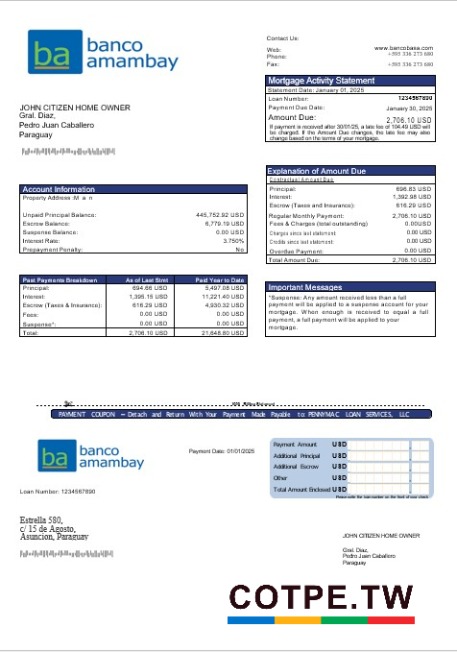 ba banco
amambay
Contact Us:
Web: www.bancobasa.com
Phone: +595 336 273 680
Fax: +595 336 273 680
Mortgage Activity Statement
Statement Date: January 01, 2025
Loan Number: 1234567890
Payment Due Date: January 30, 2025
Amount Due: 2,706.10 USD
If payment is received after 30/01/25, a late fee of 104.49 USD will
be charged. If the Amount Due changes, the late fee may also
change based on the terms of your mortgage.
JOHN CITIZEN HOME OWNER
Gral. Diaz,
Pedro Juan Caballero
Paraguay
Account Information
Property Address
Unpaid Principal Balance: 445,752.92 USD
Escrow Balance: 6,779.19 USD
Suspense Balance: 0.00 USD
Interest Rate: 3.750%
Prepayment Penalty: No
Explanation of Amount Due
Contractual Amount Due
Principal: 696.83 USD
Interest: 1,392.98 USD
Escrow (Taxes and Insurance): 616.29 USD
Regular Monthly Payment: 2,706.10 USD
Fees & Charges (total outstanding) 0.00USD
Charges since last statement: 0.00 USD
Credits since last statement: 0.00 USD
Overdue Payment: 0.00 USD
Total Amount Due: 2,706.10 USD
Past Payments Breakdown As of Last Stmt Paid Year to Date
Principal: 694.66 USD 5,497.08 USD
Interest: 1,395.15 USD 11,221.40 USD
Escrow (Taxes & Insurance): 616.29 USD 4,930.32 USD
Fees: 0.00 USD 0.00 USD
Suspense*: 0.00 USD 0.00 USD
Total: 2,706.10 USD 21,648.80 USD
Important Messages
*Suspense: Any amount received less than a full
payment will be applied to a suspense account for your
mortgage. When enough is received to equal a full
payment, a full payment will be applied to your
mortgage.
PAYMENT COUPON – Detach and Return With Your Payment Made Payable to: PENNYMAC LOAN SERVICES, LLC
ba banco
amambay
Payment Date: 01/01/2025
Payment Amount USD
Additional Principal USD
Additional Escrow USD
Other USD
Total Amount Enclosed USD
Loan Number: 1234567890
Estrella 580,
c/ 15 de Agosto,
Asuncion, Paraguay
JOHN CITIZEN HOME OWNER
Gral. Diaz,
Pedro Juan Caballero
Paraguay
COTPE.TW